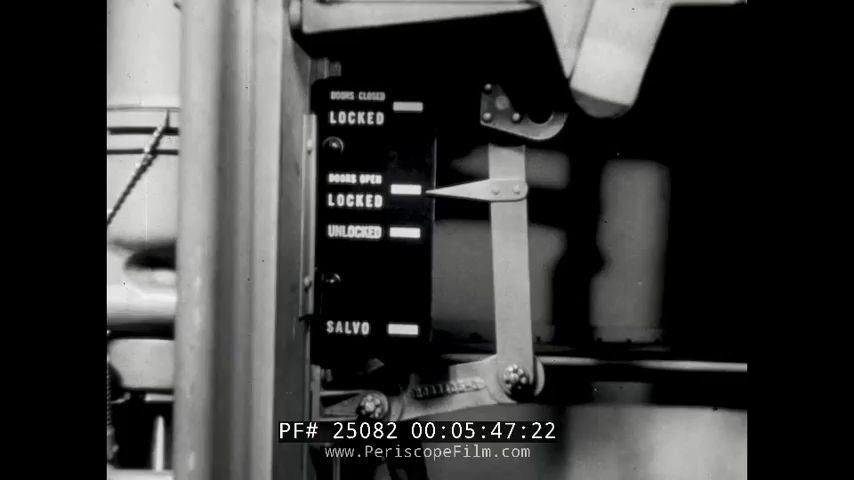 DOORS CLOSED
LOCKED
DOORS OPEN
LOCKED
UNLOCKED
SALVO
PF# 25082 00:05:47:22
www.PeriscopeFilm.com